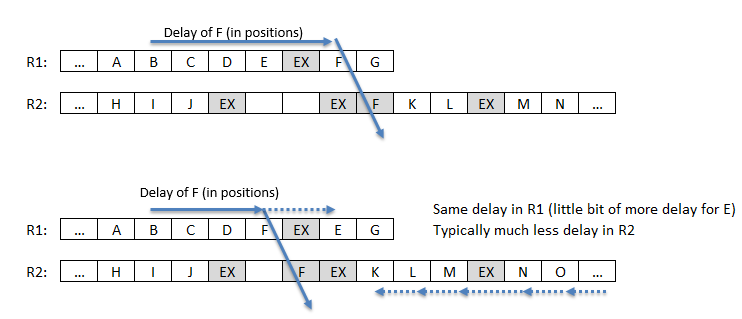 Delay of F (in positions)
R1: ... A B C D E EX F G
R2: ... H I J EX EX F K L EX M N ...
Delay of F (in positions)
Same delay in R1 (little bit of more delay for E)
Typically much less delay in R2
R1: ... A B C D F EX E G
R2: ... H I J EX F EX K L M EX N O ...